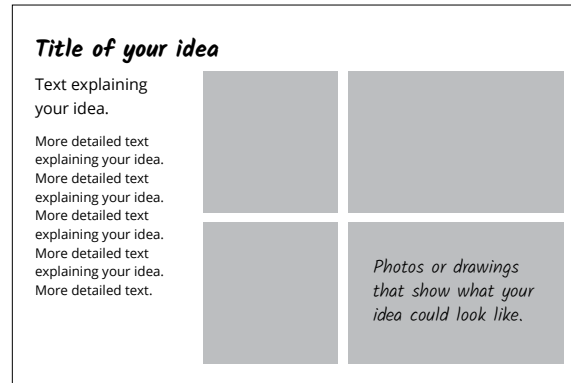 Title of your idea
Text explaining
your idea.
More detailed text
explaining your idea.
More detailed text
explaining your idea.
More detailed text
explaining your idea.
More detailed text
explaining your idea.
More detailed text.
Photos or drawings
that show what your
idea could look like.